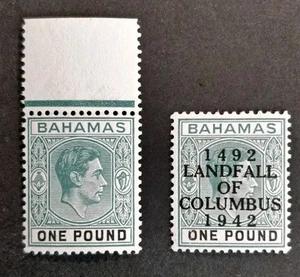 BAHAMAS
ONE POUND
BAHAMAS
1492
LANDFALL
OF
COLUMBUS
1942
ONE POUND